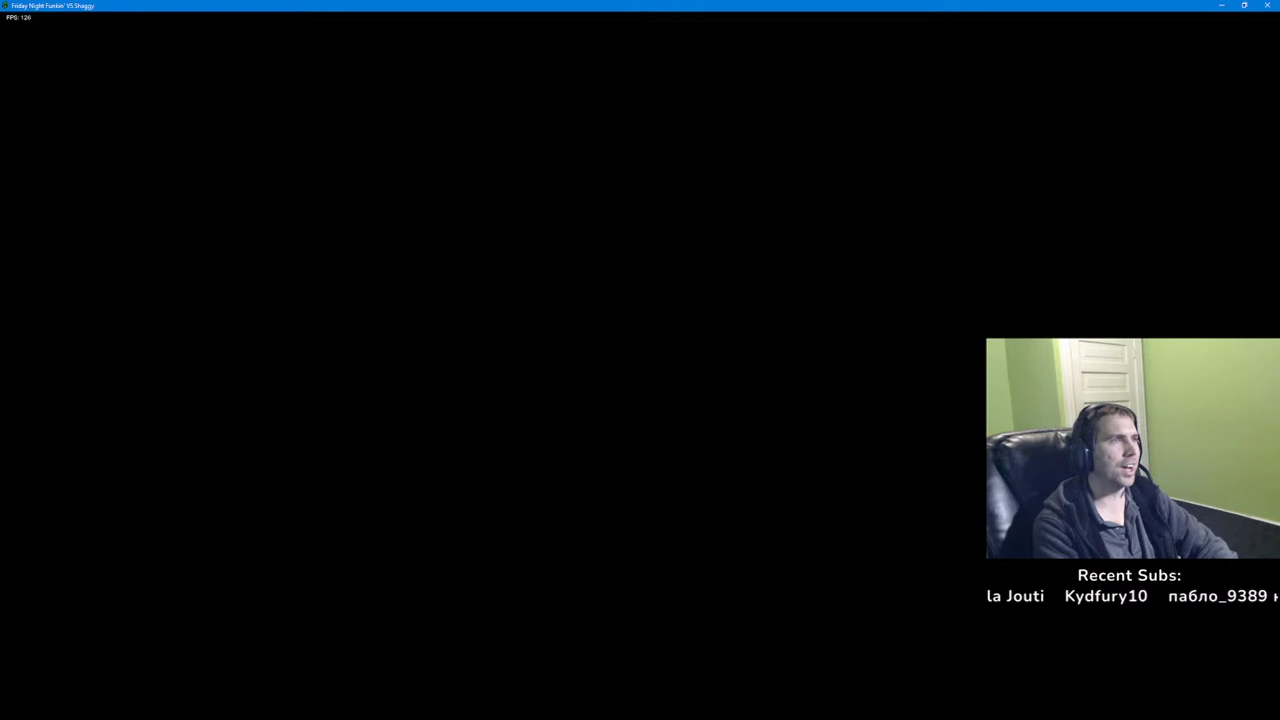 Friday Night Funkin' VS Shaggy
FPS: 126
Recent Subs:
la Jouti Kydfury10 пабло_9389